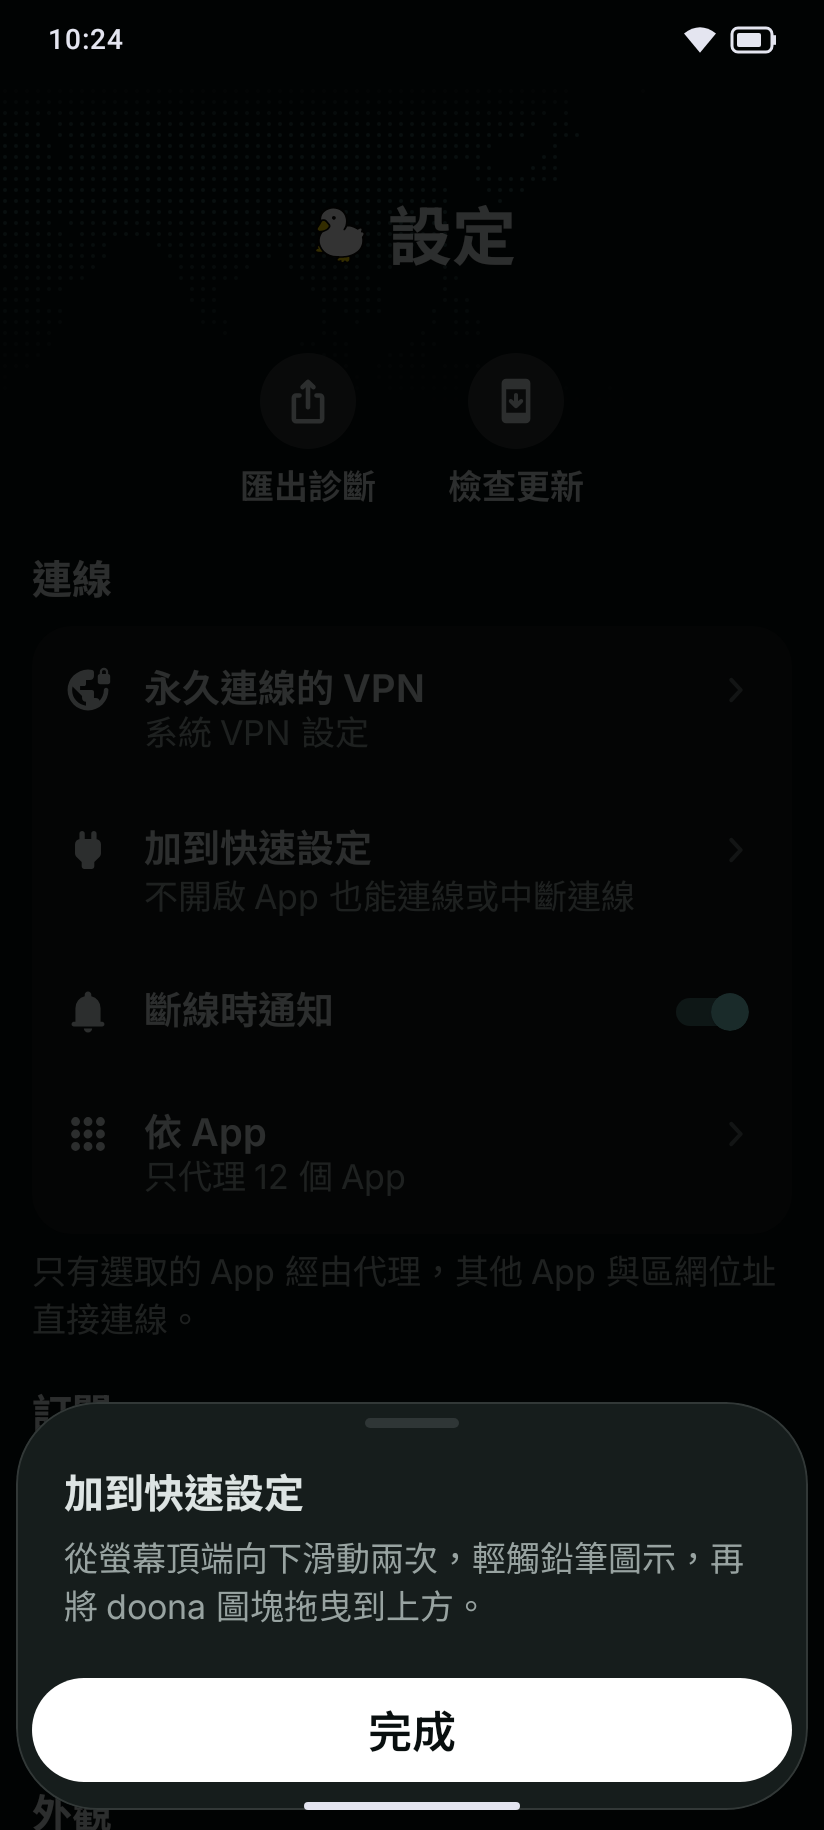 10:24
設定
匯出診斷
檢查更新
連線
永久連線的 VPN
系統 VPN 設定
加到快速設定
不開啟 App 也能連線或中斷連線
斷線時通知
依 App
只代理 12 個 App
只有選取的 App 經由代理，其他 App 與區網位址
直接連線。
加到快速設定
從螢幕頂端向下滑動兩次，輕觸鉛筆圖示，再
將 doona 圖塊拖曳到上方。
完成
外觀